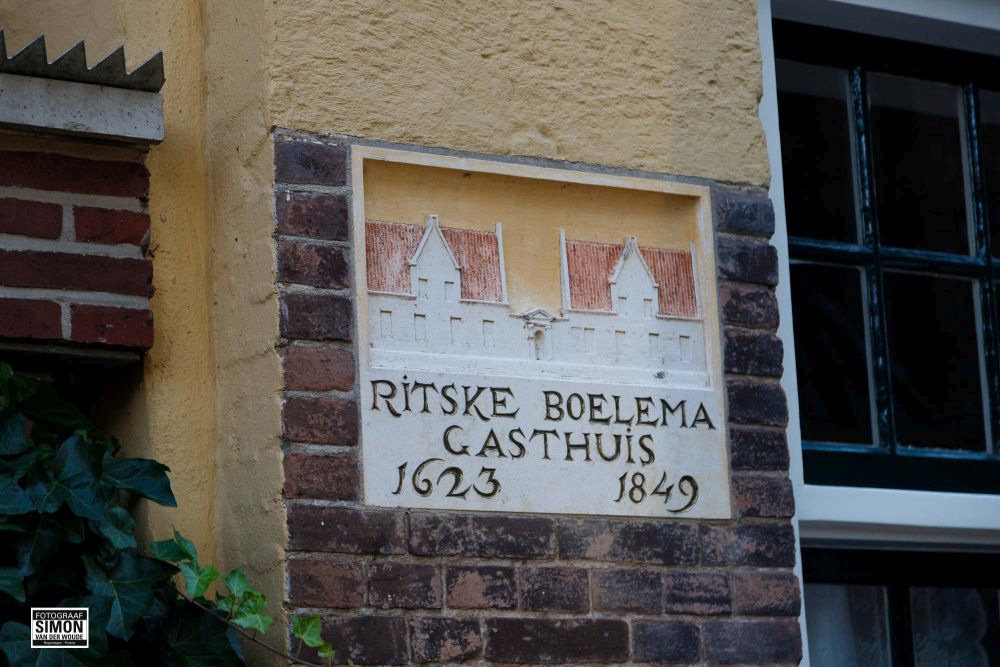 RITSKE BOELEMA
GASTHUIS
1623 1849
FOTOGRAAF
SIMON
VAN DER WOUDE